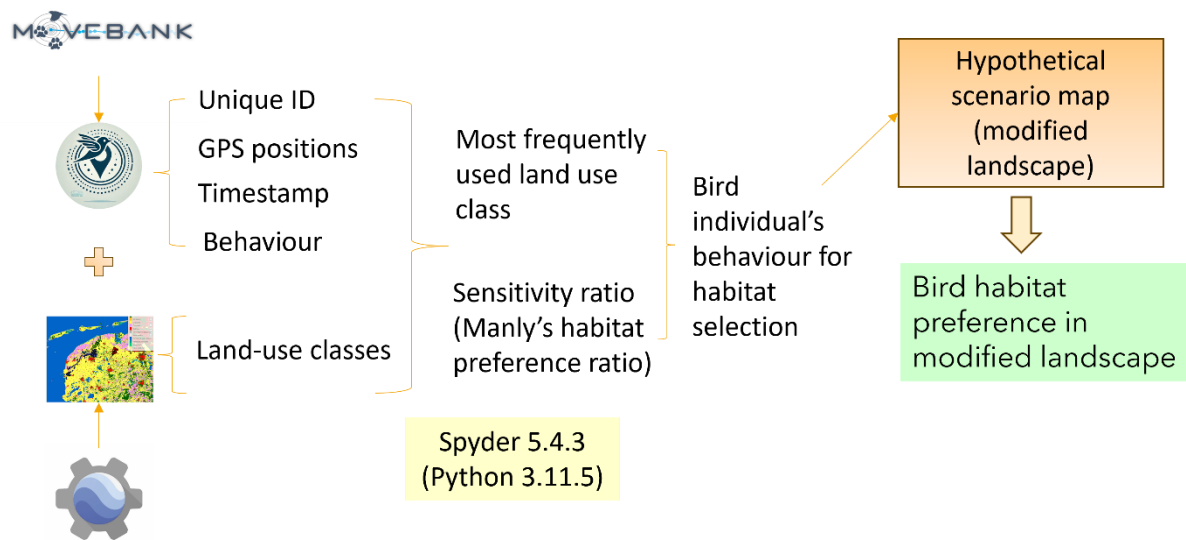 MOVEBANK
Unique ID
GPS positions
Timestamp
Behaviour
Land-use classes
Most frequently
used land use
class
Sensitivity ratio
(Manly's habitat
preference ratio)
Spyder 5.4.3
(Python 3.11.5)
Bird
individual's
behaviour for
habitat
selection
Hypothetical
scenario map
(modified
landscape)
Bird habitat
preference in
modified landscape